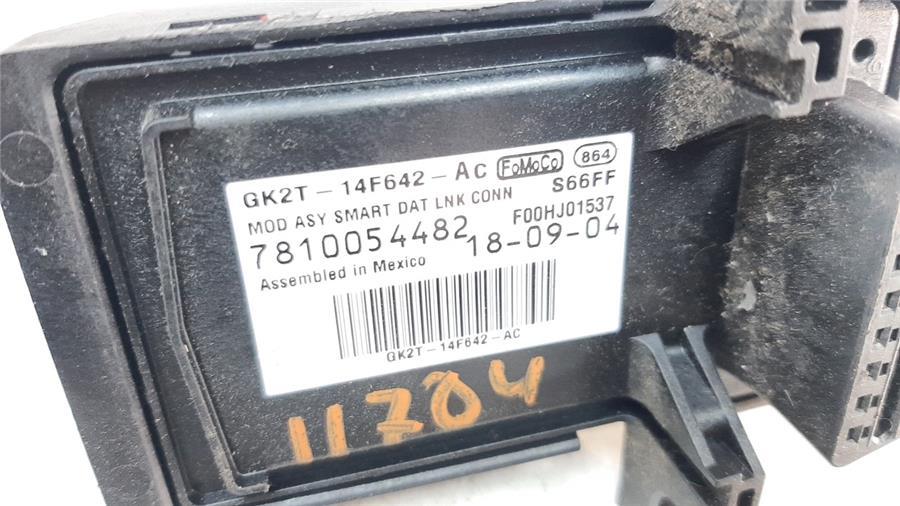 GK2T-14F642-Ac FoMoCo 864
MOD ASY SMART DAT LNK CONN S66FF
F00HJ01537
7810054482 18-09-04
Assembled in Mexico
GK2T-14F642-AC
11704